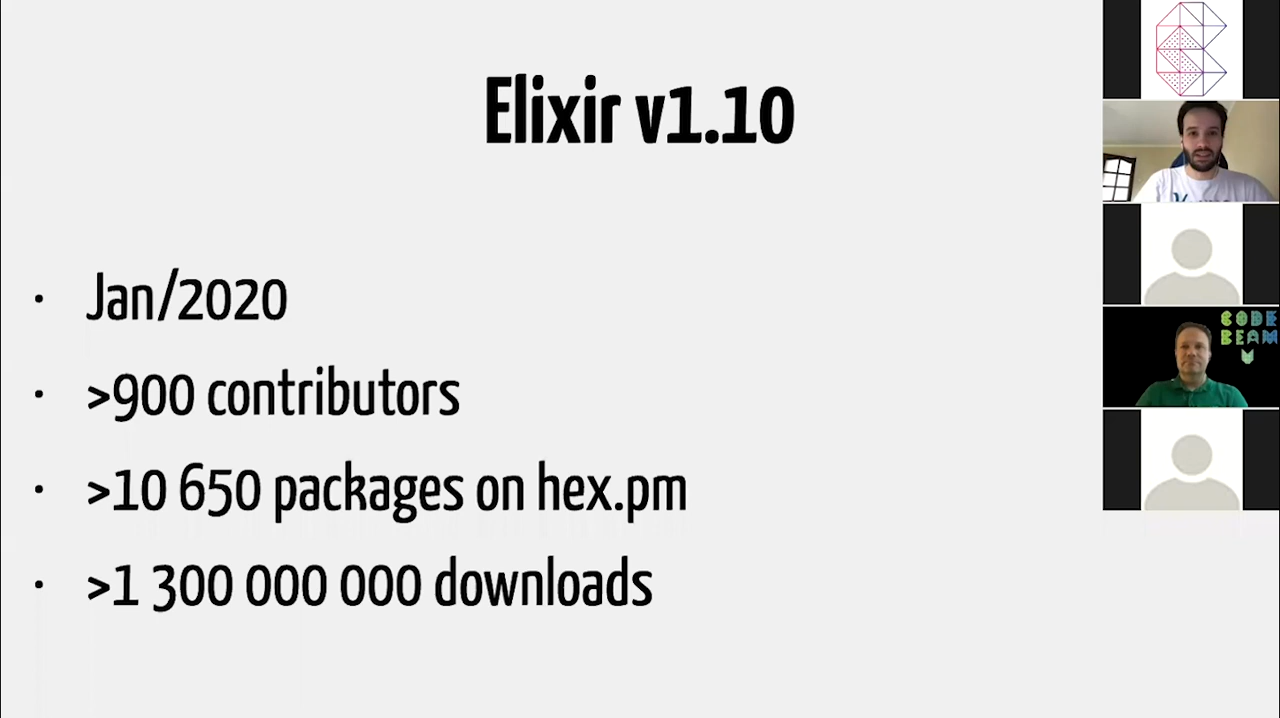 Elixir v1.10
· Jan/2020
· >900 contributors
· >10 650 packages on hex.pm
· >1 300 000 000 downloads
CODE
BEAM